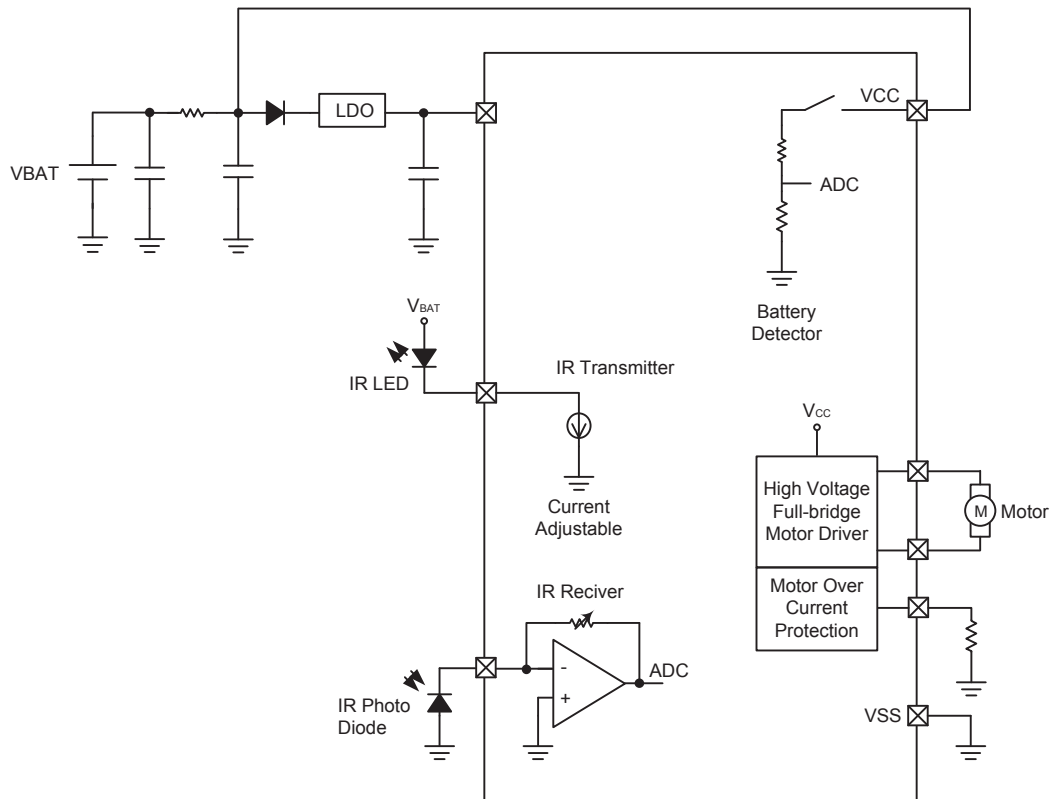 VBAT
LDO
VCC
ADC
Battery
Detector
VBAT
IR LED
IR Transmitter
Current
Adjustable
VCC
High Voltage
Full-bridge
Motor Driver
M
Motor
Motor Over
Current
Protection
IR Reciver
-
+
ADC
IR Photo
Diode
VSS